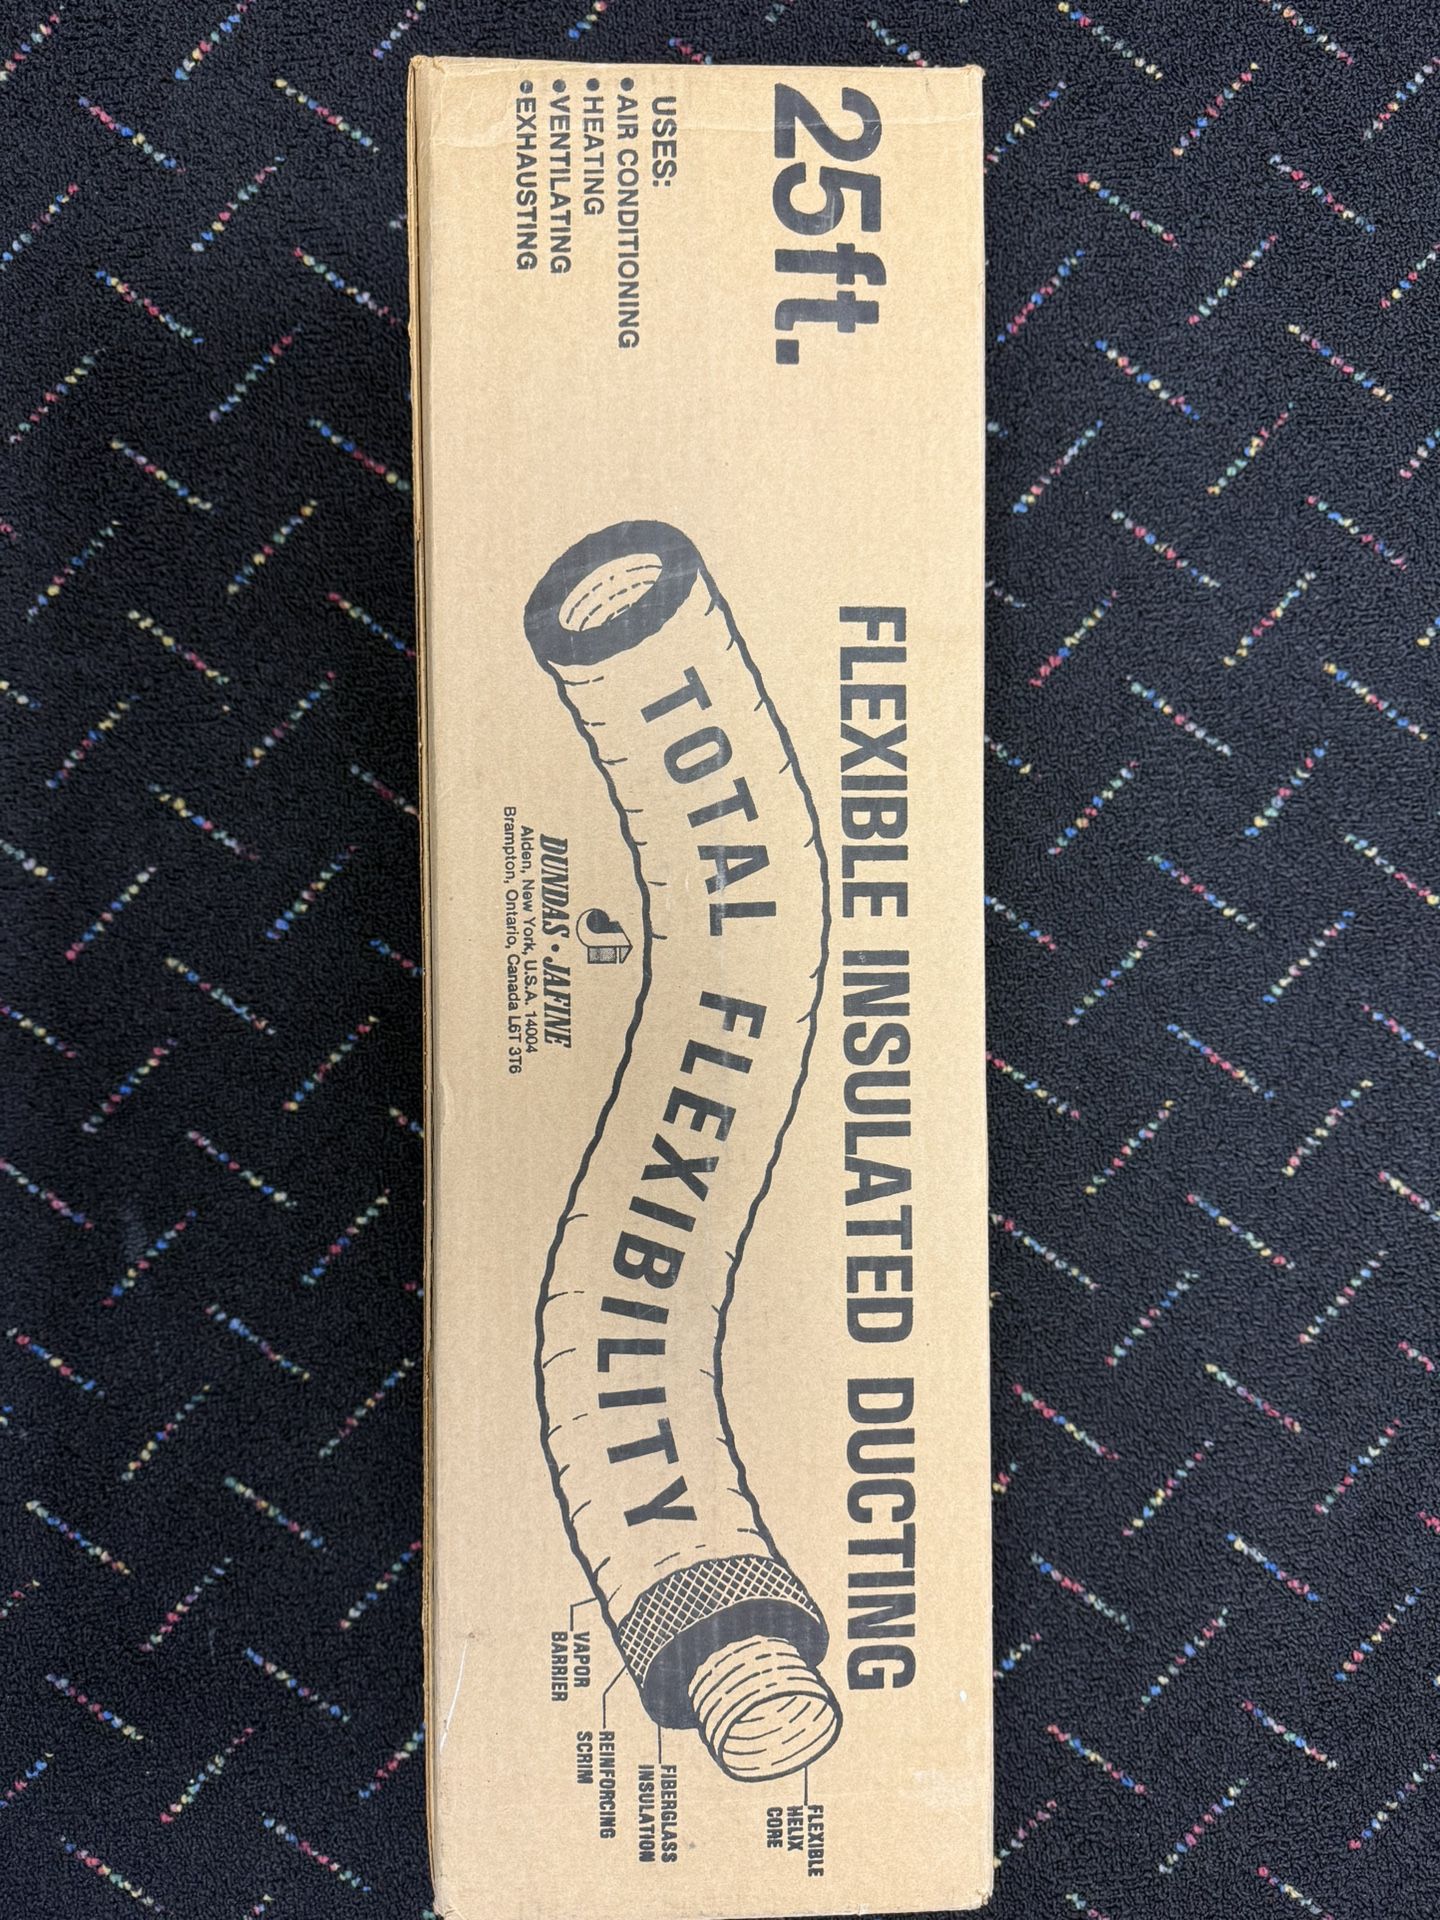 25ft.
FLEXIBLE INSULATED DUCTING
USES:
•AIR CONDITIONING
•HEATING
•VENTILATING
•EXHAUSTING
TOTAL FLEXIBILITY
DUNDAS • JAFINE
Alden, New York, U.S.A. 14004
Brampton, Ontario, Canada L6T 3T6
VAPOR
BARRIER
REINFORCING
SCRIM
FIBERGLASS
INSULATION
FLEXIBLE
HELIX
CORE